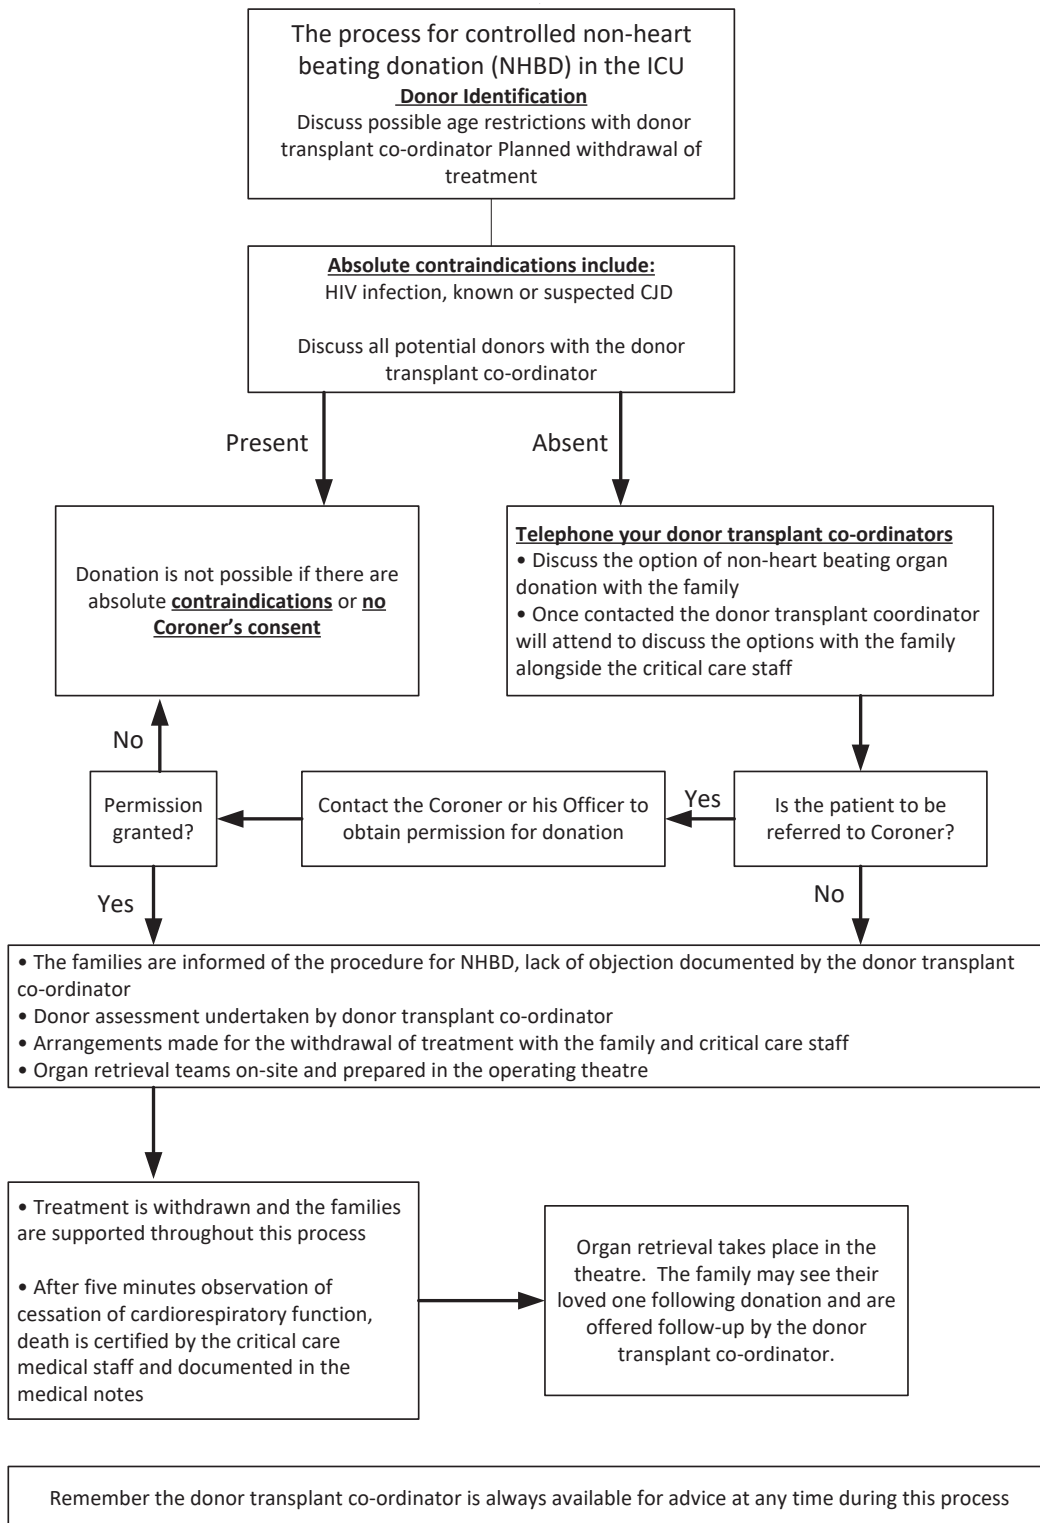 The process for controlled non-heart
beating donation (NHBD) in the ICU
Donor Identification
Discuss possible age restrictions with donor
transplant co-ordinator Planned withdrawal of
treatment
Absolute contraindications include:
HIV infection, known or suspected CJD
Discuss all potential donors with the donor
transplant co-ordinator
Present
Absent
Donation is not possible if there are
absolute contraindications or no
Coroner's consent
Telephone your donor transplant co-ordinators
• Discuss the option of non-heart beating organ
donation with the family
• Once contacted the donor transplant coordinator
will attend to discuss the options with the family
alongside the critical care staff
No
Permission
granted?
Contact the Coroner or his Officer to
obtain permission for donation
Yes
Is the patient to be
referred to Coroner?
Yes
No
• The families are informed of the procedure for NHBD, lack of objection documented by the donor transplant
co-ordinator
• Donor assessment undertaken by donor transplant co-ordinator
• Arrangements made for the withdrawal of treatment with the family and critical care staff
• Organ retrieval teams on-site and prepared in the operating theatre
• Treatment is withdrawn and the families
are supported throughout this process
• After five minutes observation of
cessation of cardiorespiratory function,
death is certified by the critical care
medical staff and documented in the
medical notes
Organ retrieval takes place in the
theatre. The family may see their
loved one following donation and are
offered follow-up by the donor
transplant co-ordinator.
Remember the donor transplant co-ordinator is always available for advice at any time during this process